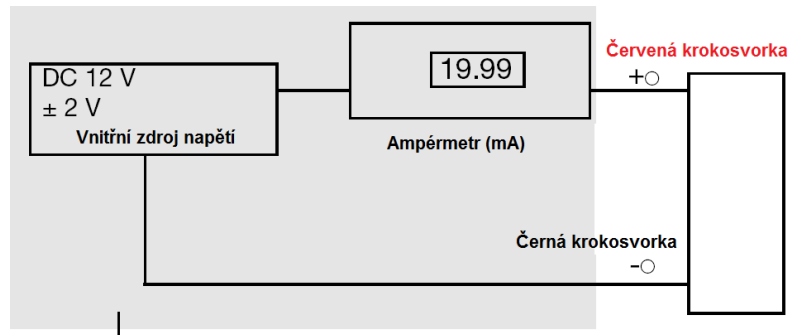 DC 12 V
± 2 V
Vnitřní zdroj napětí
19.99
Ampérmetr (mA)
Červená krokosvorka
+
Černá krokosvorka
-